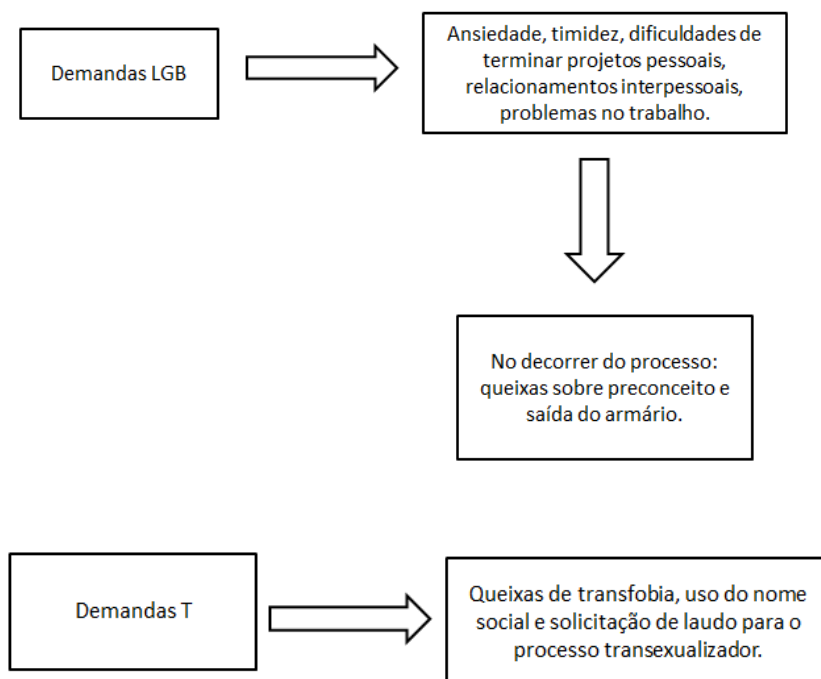 Demandas LGB
Ansiedade, timidez, dificuldades de
terminar projetos pessoais,
relacionamentos interpessoais,
problemas no trabalho.
No decorrer do processo:
queixas sobre preconceito e
saída do armário.
Demandas T
Queixas de transfobia, uso do nome
social e solicitação de laudo para o
processo transexualizador.